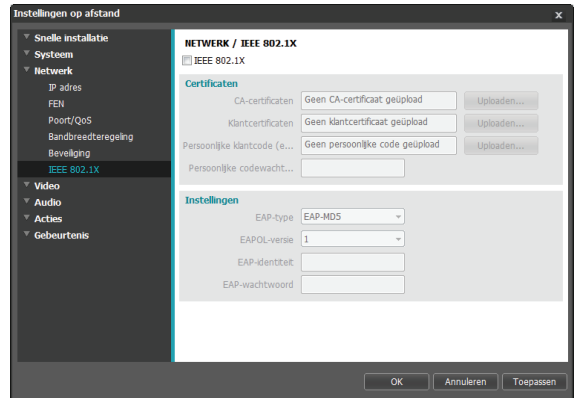 Instellingen op afstand
x
Snelle installatie
Systeem
Netwerk
IP adres
FEN
Poort/QoS
Bandbreedteregeling
Beveiliging
IEEE 802.1X
Video
Audio
Acties
Gebeurtenis
NETWERK / IEEE 802.1X
IEEE 802.1X
Certificaten
CA-certificaten Geen CA-certificaat geüpload Uploaden...
Klantcertificaten Geen klantcertificaat geüpload Uploaden...
Persoonlijke klantcode (e... Geen persoonlijke code geüpload Uploaden...
Persoonlijke codewacht...
Instellingen
EAP-type EAP-MD5
EAPOL-versie 1
EAP-identiteit
EAP-wachtwoord
OK Annuleren Toepassen